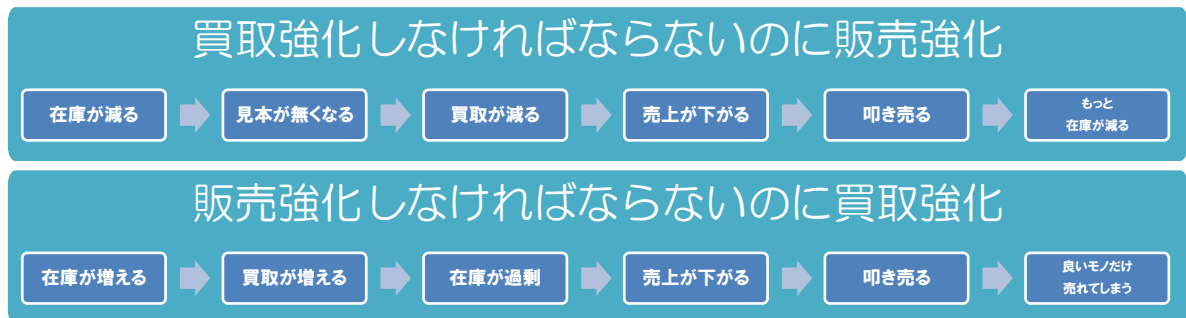 買取強化しなければならないのに販売強化
在庫が減る
見本が無くなる
買取が減る
売上が下がる
叩き売る
もっと
在庫が減る
販売強化しなければならないのに買取強化
在庫が増える
買取が増える
在庫が過剰
売上が下がる
叩き売る
良いモノだけ
売れてしまう